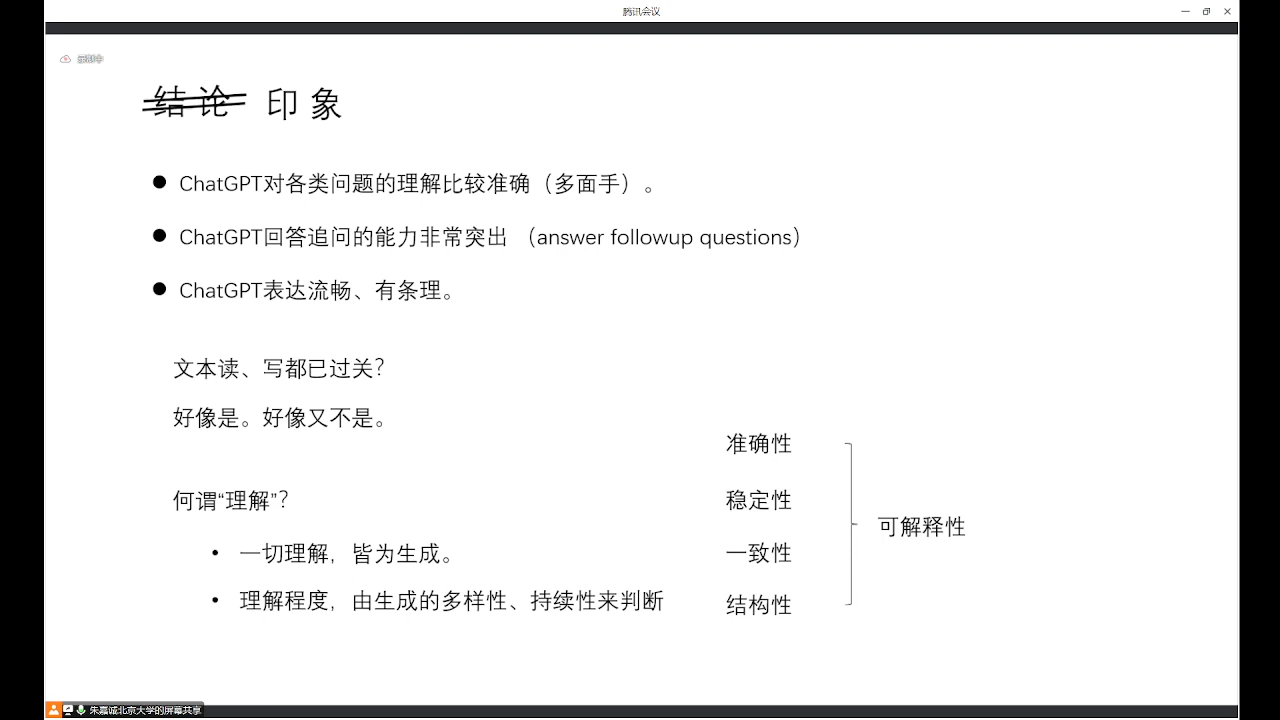 腾讯会议
录制中
结论 印象
● ChatGPT对各类问题的理解比较准确（多面手）。
● ChatGPT回答追问的能力非常突出 （answer followup questions）
● ChatGPT表达流畅、有条理。
文本读、写都已过关？
好像是。好像又不是。
何谓“理解”？
• 一切理解，皆为生成。
• 理解程度，由生成的多样性、持续性来判断
准确性
稳定性
一致性
结构性
可解释性
朱嘉诚北京大学的屏幕共享